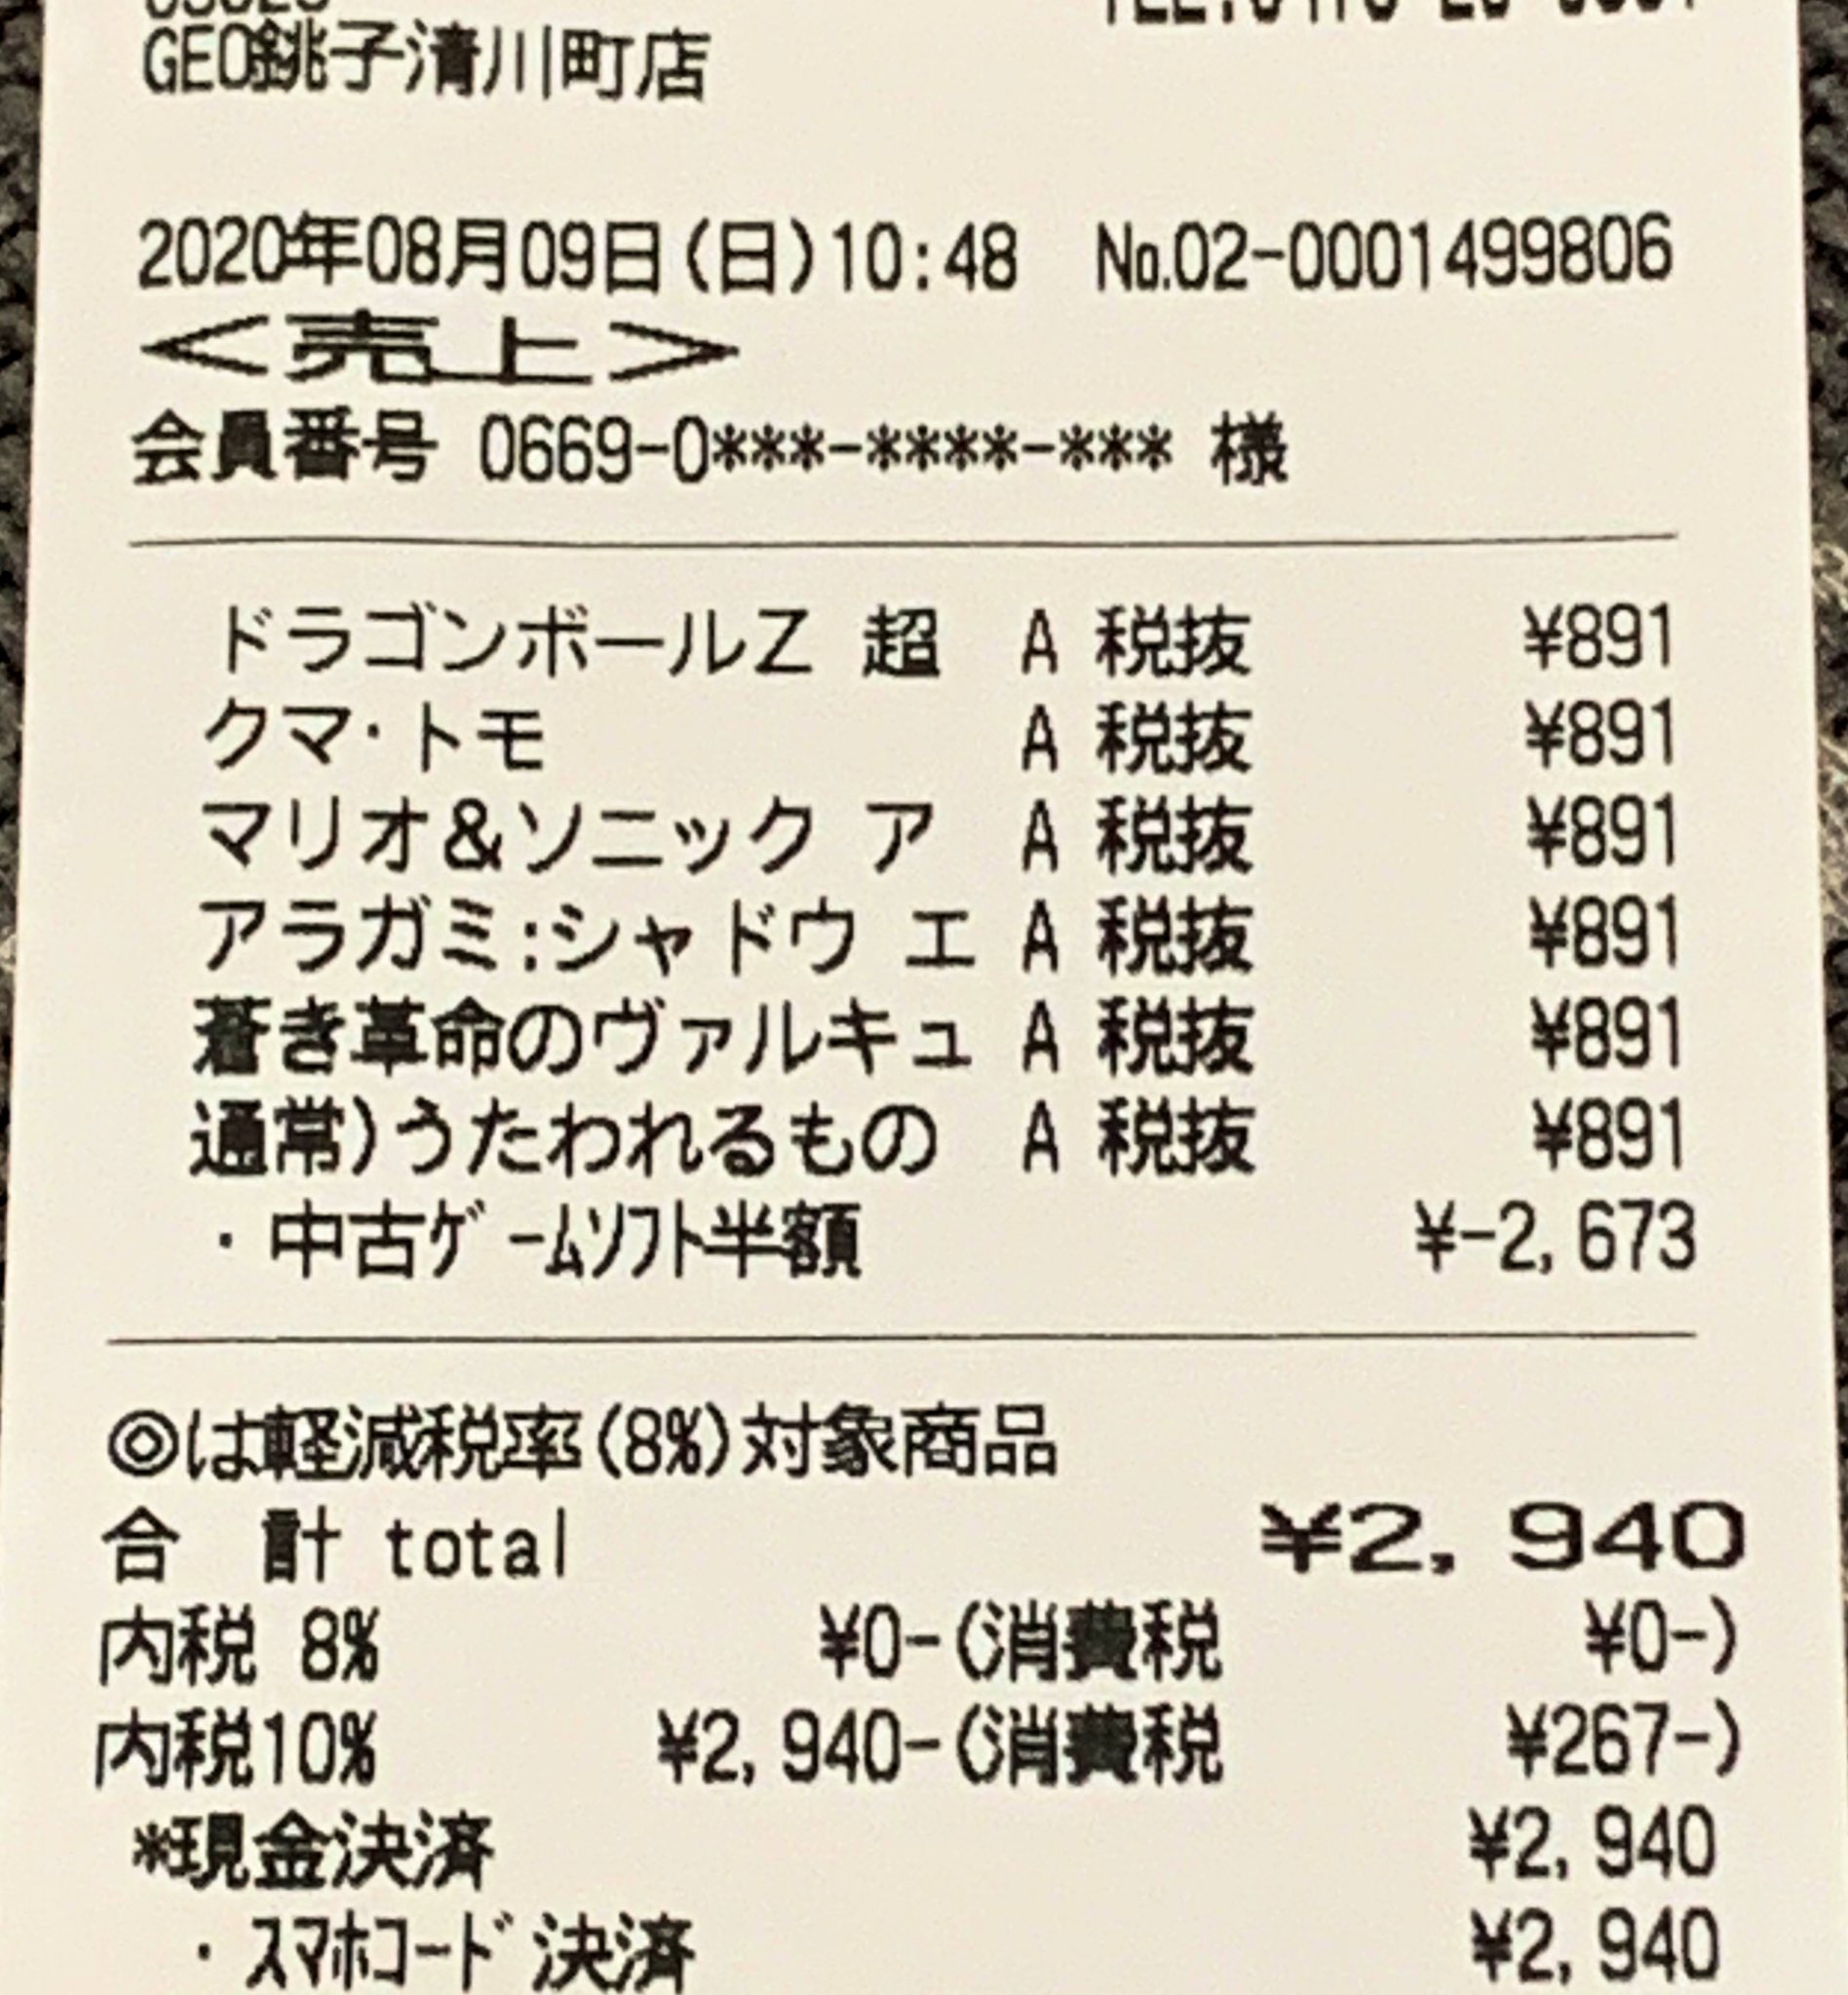 GEO銚子清川町店
2020年08月09日(日)10:48 №02-0001499806
<売上>
会員番号 0669-0***-****-*** 様
ドラゴンボールZ 超 A 税抜 ¥891
クマ・トモ A 税抜 ¥891
マリオ&ソニック ア A 税抜 ¥891
アラガミ:シャドウ エ A 税抜 ¥891
蒼き革命のヴァルキュ A 税抜 ¥891
通常)うたわれるもの A 税抜 ¥891
・中古ｹﾞｰﾑｿﾌﾄ半額 ¥-2,673
◎は軽減税率(8%)対象商品
合 計 total ¥2,940
内税 8% ¥0-(消費税 ¥0-)
内税10% ¥2,940-(消費税 ¥267-)
*現金決済 ¥2,940
・ｽﾏﾎｺｰﾄﾞ決済 ¥2,940